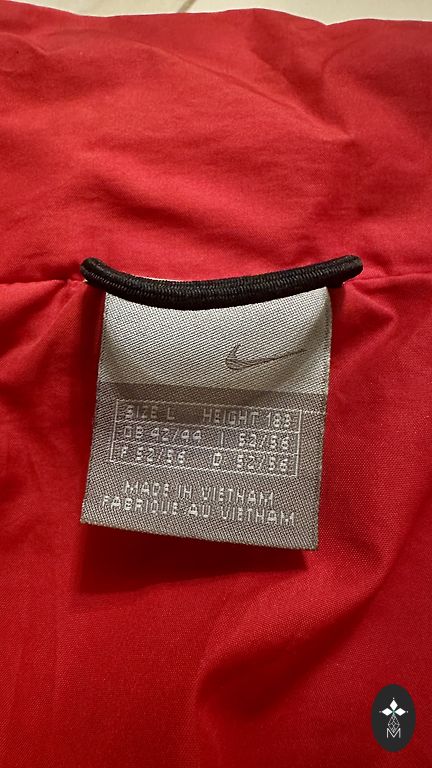 SIZE L HEIGHT 183
GB 42/44 I 52/56
F 52/56 D 52/56
MADE IN VIETNAM
FABRIQUE AU VIETNAM
M